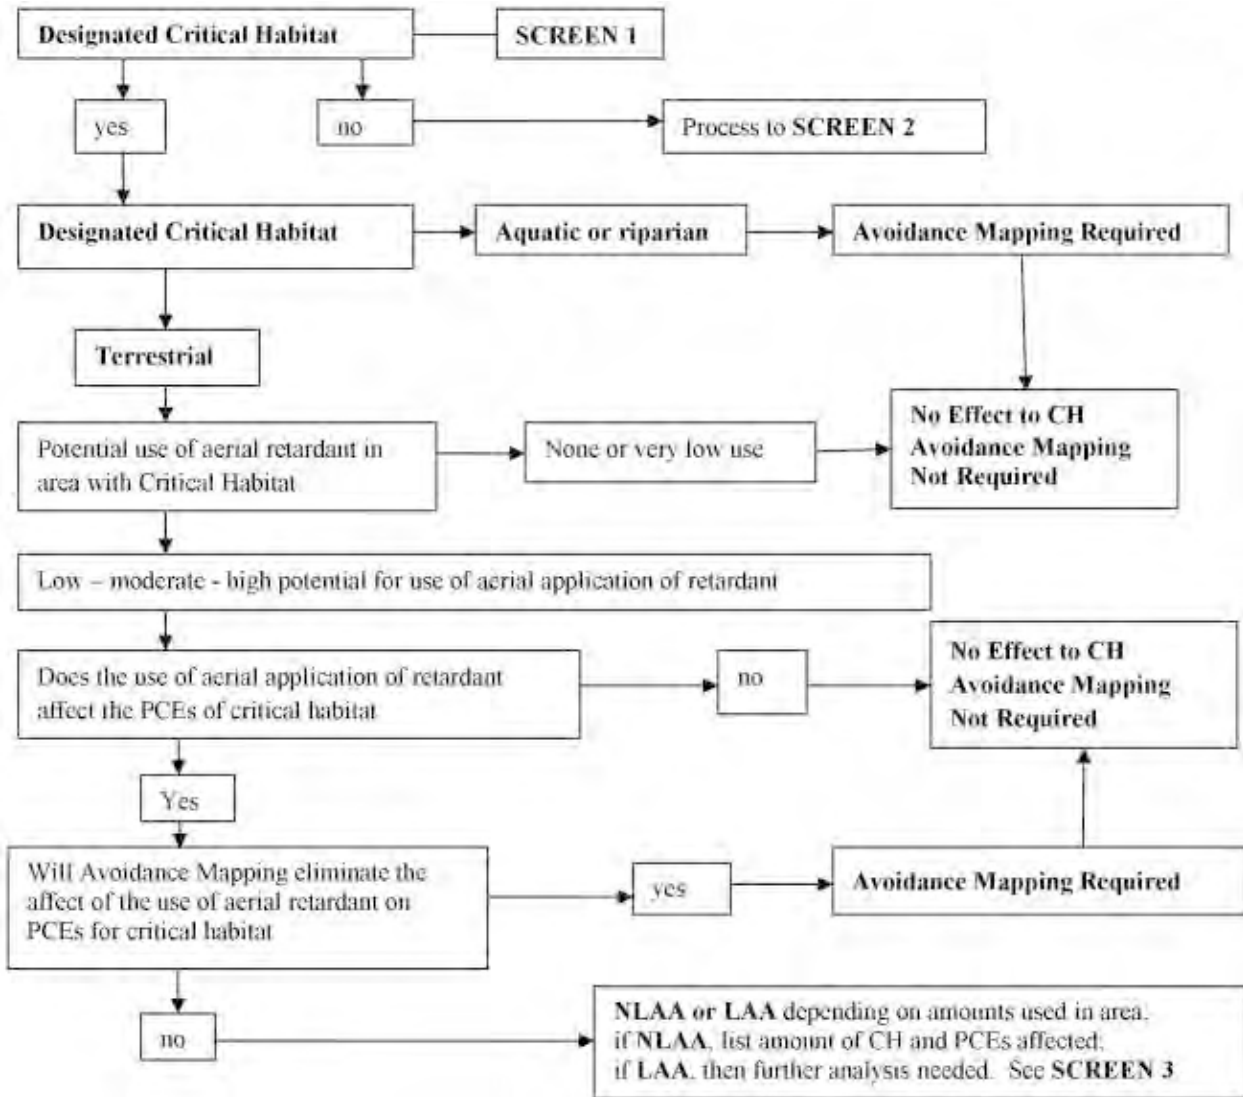 Designated Critical Habitat
SCREEN 1
yes
no
Process to SCREEN 2
Designated Critical Habitat
Aquatic or riparian
Avoidance Mapping Required
Terrestrial
Potential use of aerial retardant in
area with Critical Habitat
None or very low use
No Effect to CH
Avoidance Mapping
Not Required
Low – moderate - high potential for use of aerial application of retardant
Does the use of aerial application of retardant
affect the PCEs of critical habitat
no
No Effect to CH
Avoidance Mapping
Not Required
Yes
Will Avoidance Mapping eliminate the
affect of the use of aerial retardant on
PCEs for critical habitat
yes
Avoidance Mapping Required
no
NLAA or LAA depending on amounts used in area;
if NLAA, list amount of CH and PCEs affected;
if LAA, then further analysis needed. See SCREEN 3